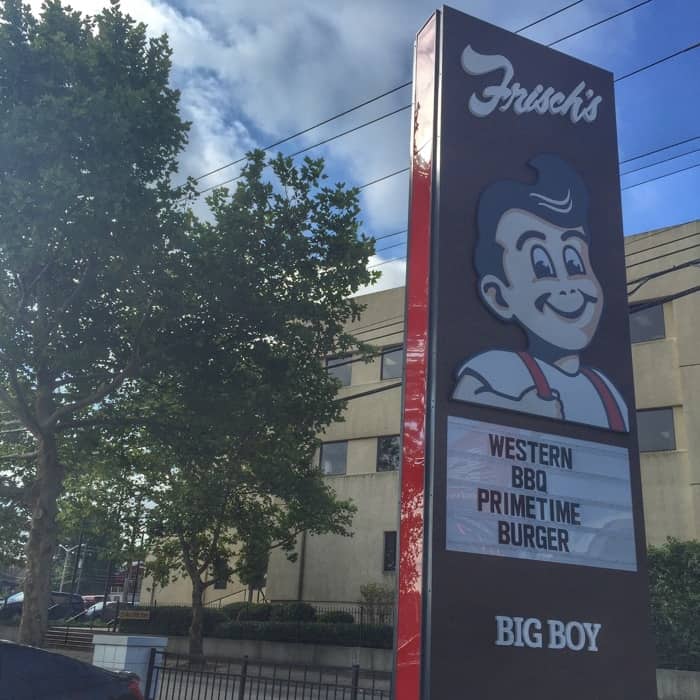 Frisch's
WESTERN
BBQ
PRIMETIME
BURGER
BIG BOY